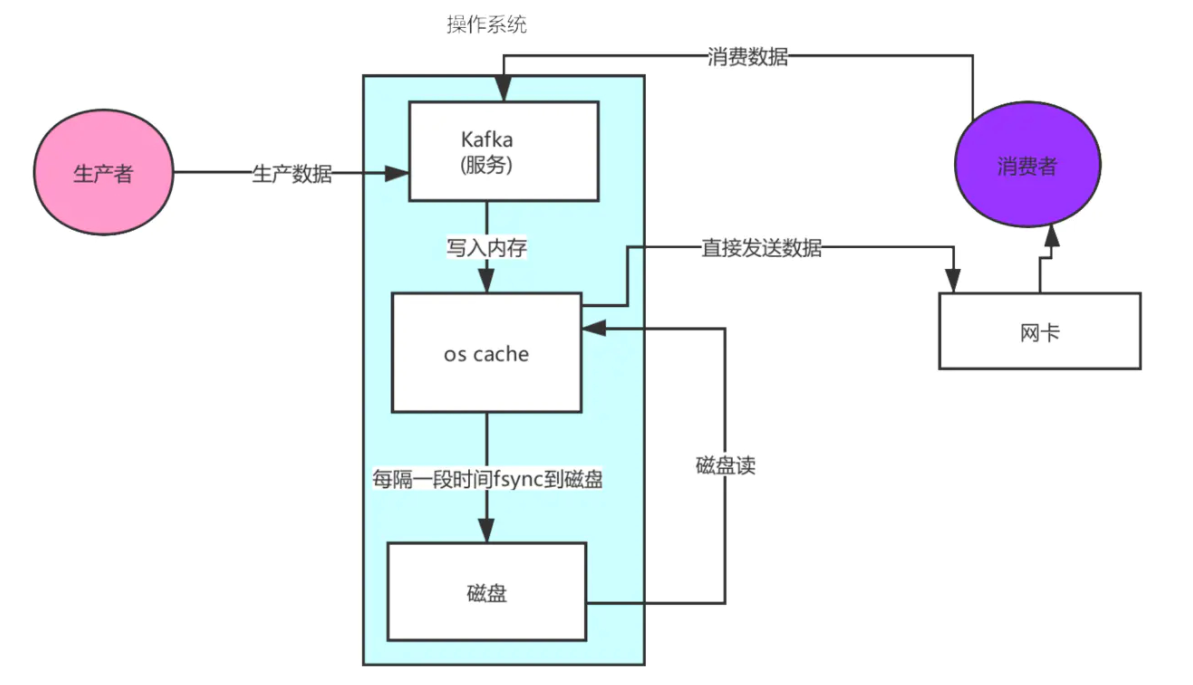 操作系统
消费数据
Kafka
(服务)
生产者
生产数据
消费者
写入内存
直接发送数据
网卡
os cache
磁盘读
每隔一段时间fsync到磁盘
磁盘